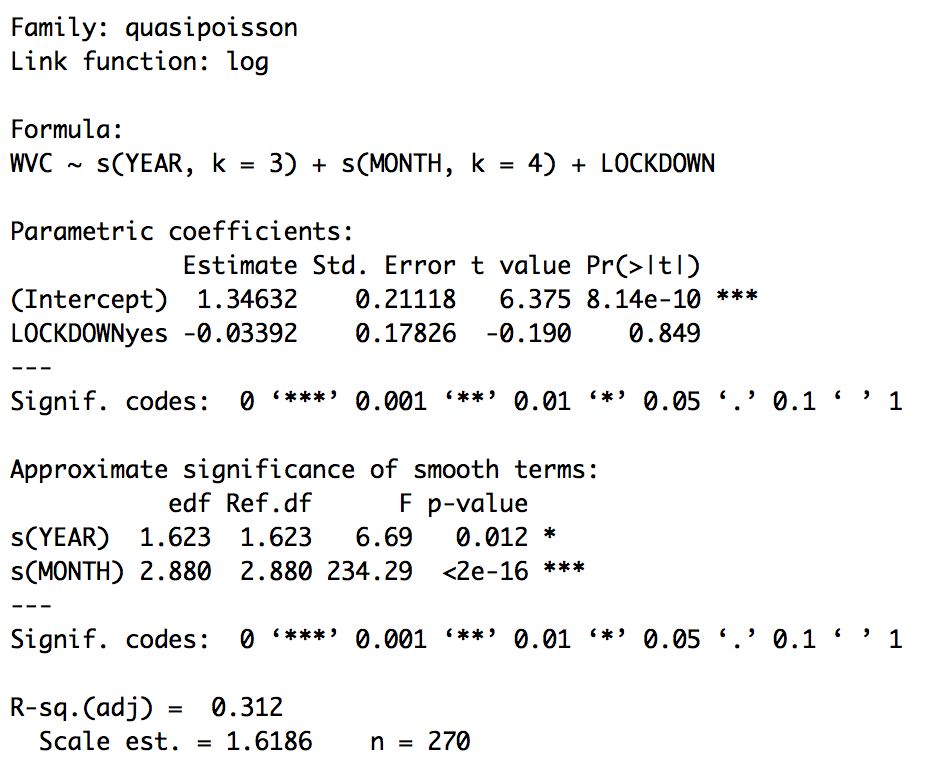 Family: quasipoisson
Link function: log
Formula:
WVC ~ s(YEAR, k = 3) + s(MONTH, k = 4) + LOCKDOWN
Parametric coefficients:
Estimate Std. Error t value Pr(>|t|)
(Intercept) 1.34632 0.21118 6.375 8.14e-10 ***
LOCKDOWNyes -0.03392 0.17826 -0.190 0.849
---
Signif. codes: 0 ‘***’ 0.001 ‘**’ 0.01 ‘*’ 0.05 ‘.’ 0.1 ‘ ’ 1
Approximate significance of smooth terms:
edf Ref.df F p-value
s(YEAR) 1.623 1.623 6.69 0.012 *
s(MONTH) 2.880 2.880 234.29 <2e-16 ***
---
Signif. codes: 0 ‘***’ 0.001 ‘**’ 0.01 ‘*’ 0.05 ‘.’ 0.1 ‘ ’ 1
R-sq.(adj) = 0.312
Scale est. = 1.6186 n = 270